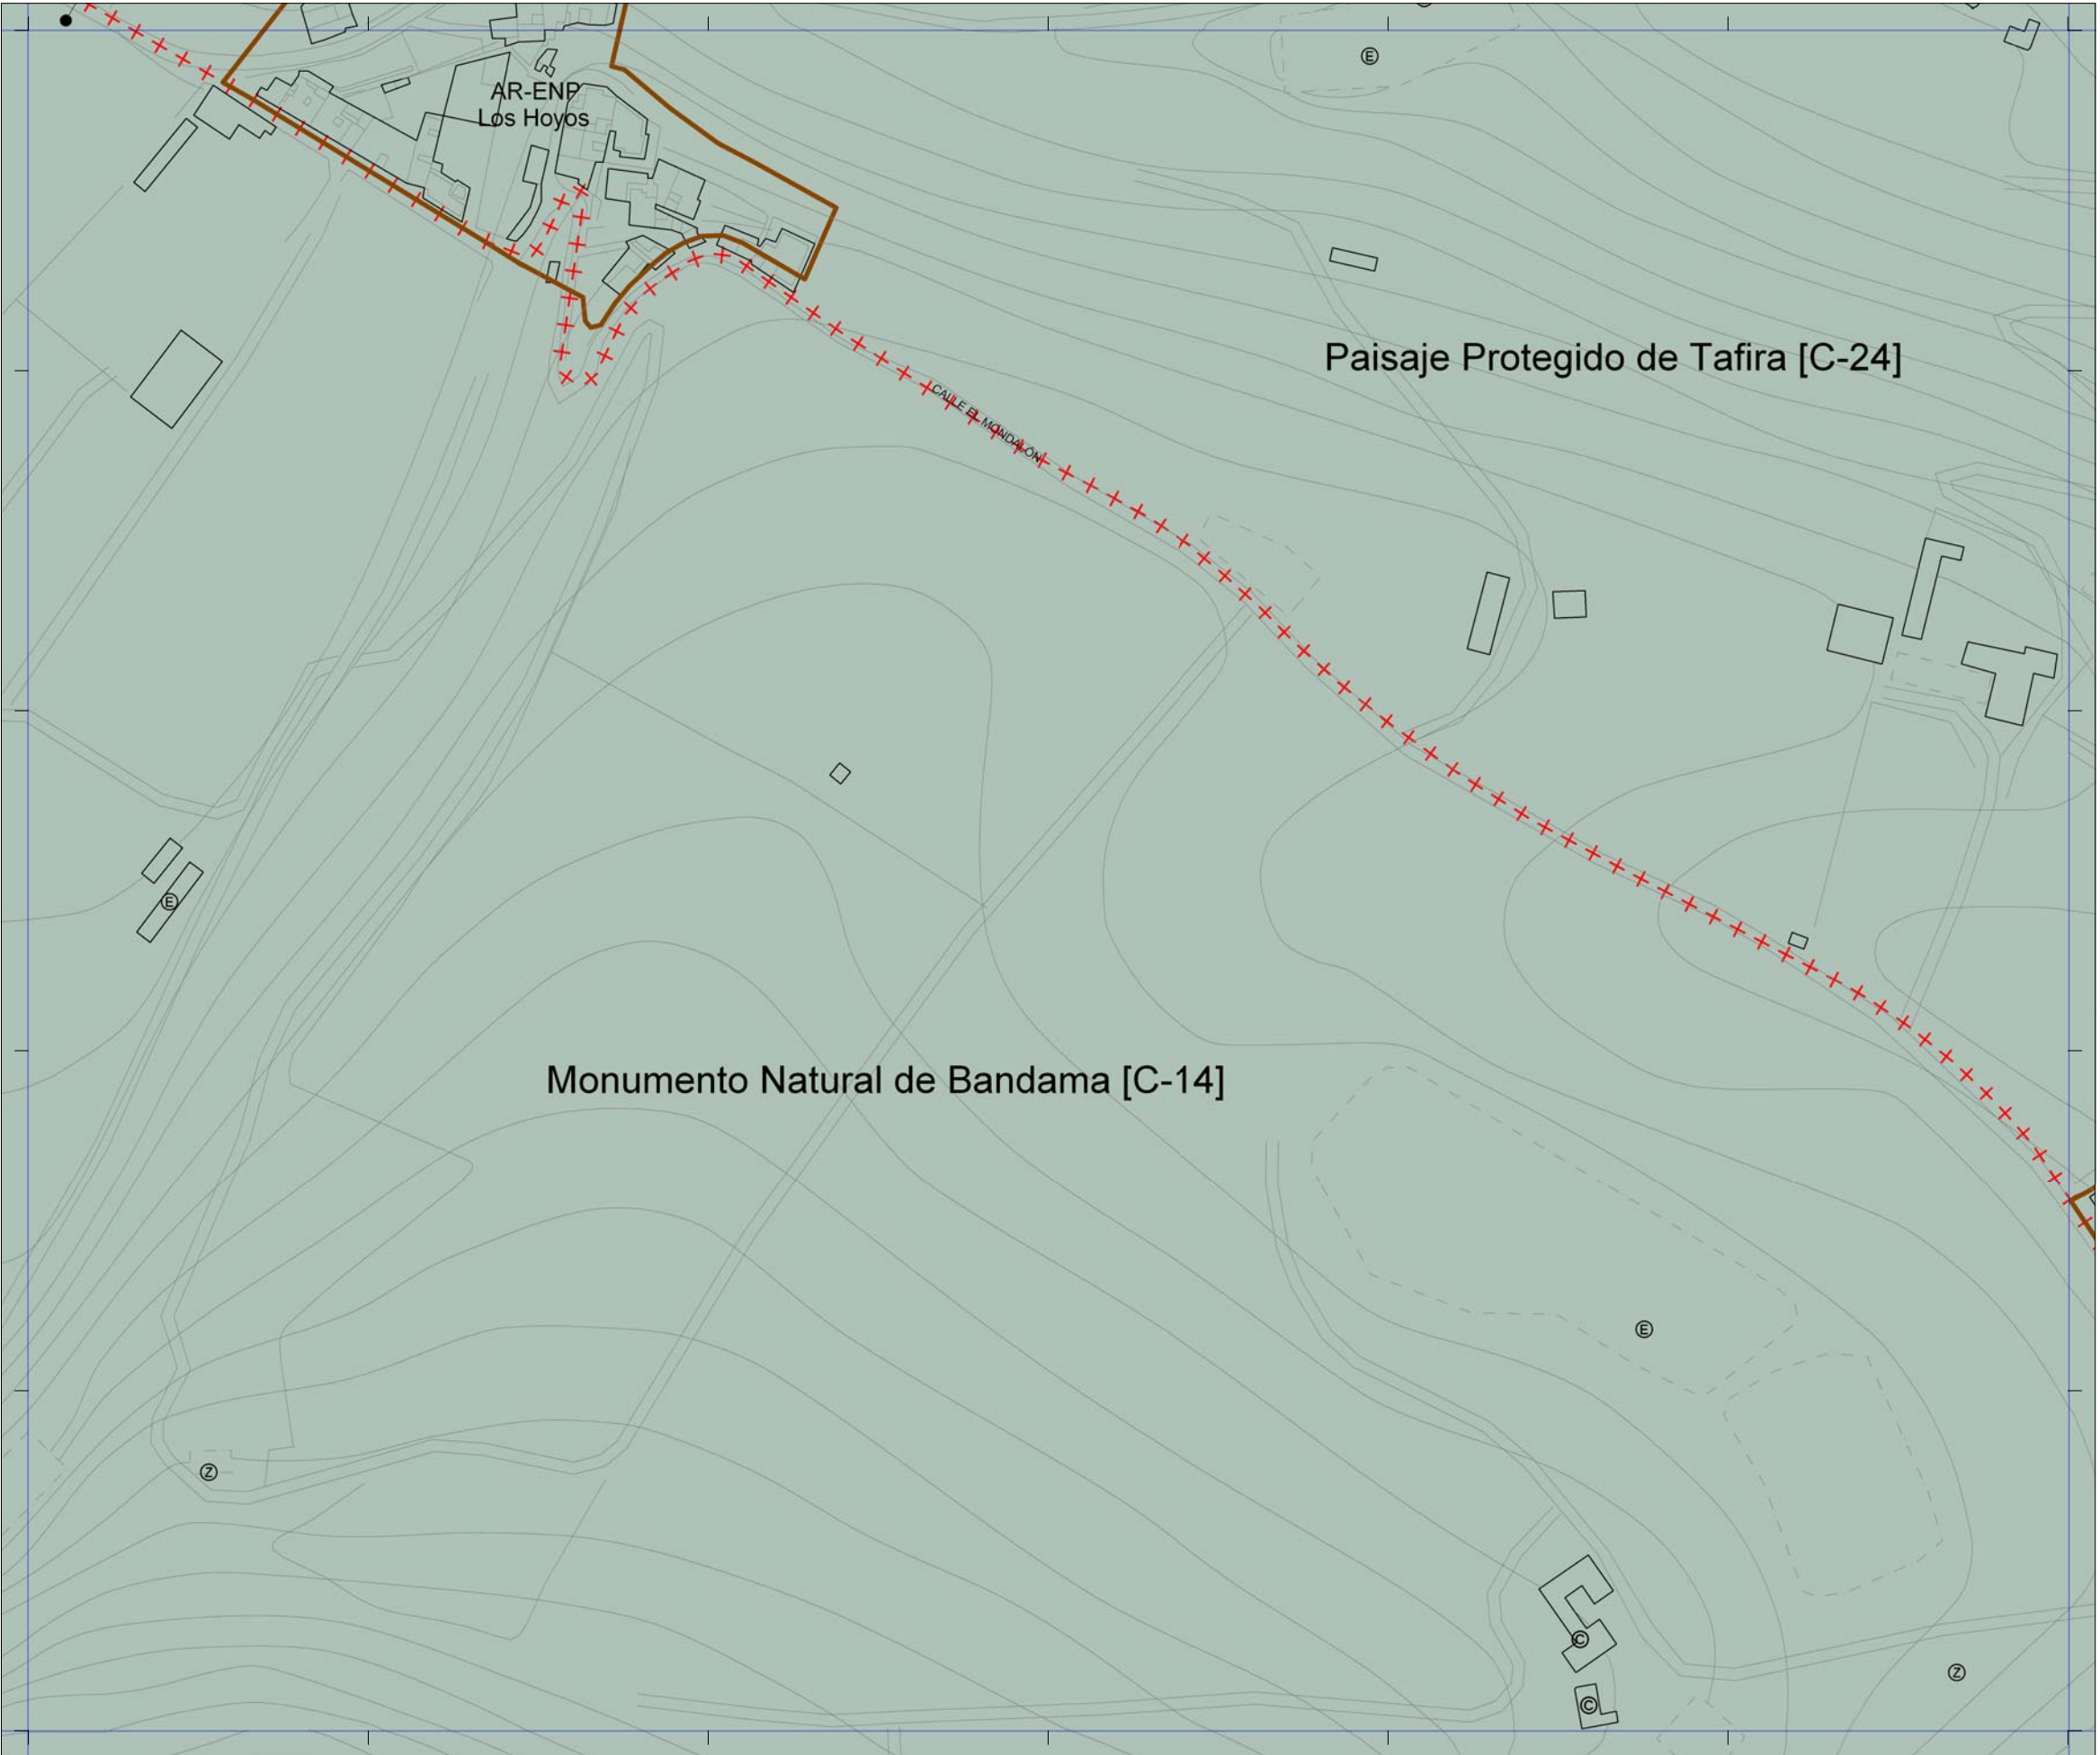 Ⓔ
AR-ENP
Los Hoyos
Paisaje Protegido de Tafira [C-24]
CALLE EL MONDALÓN
Ⓔ
Monumento Natural de Bandama [C-14]
Ⓔ
Ⓩ
Ⓒ
Ⓩ
Ⓒ